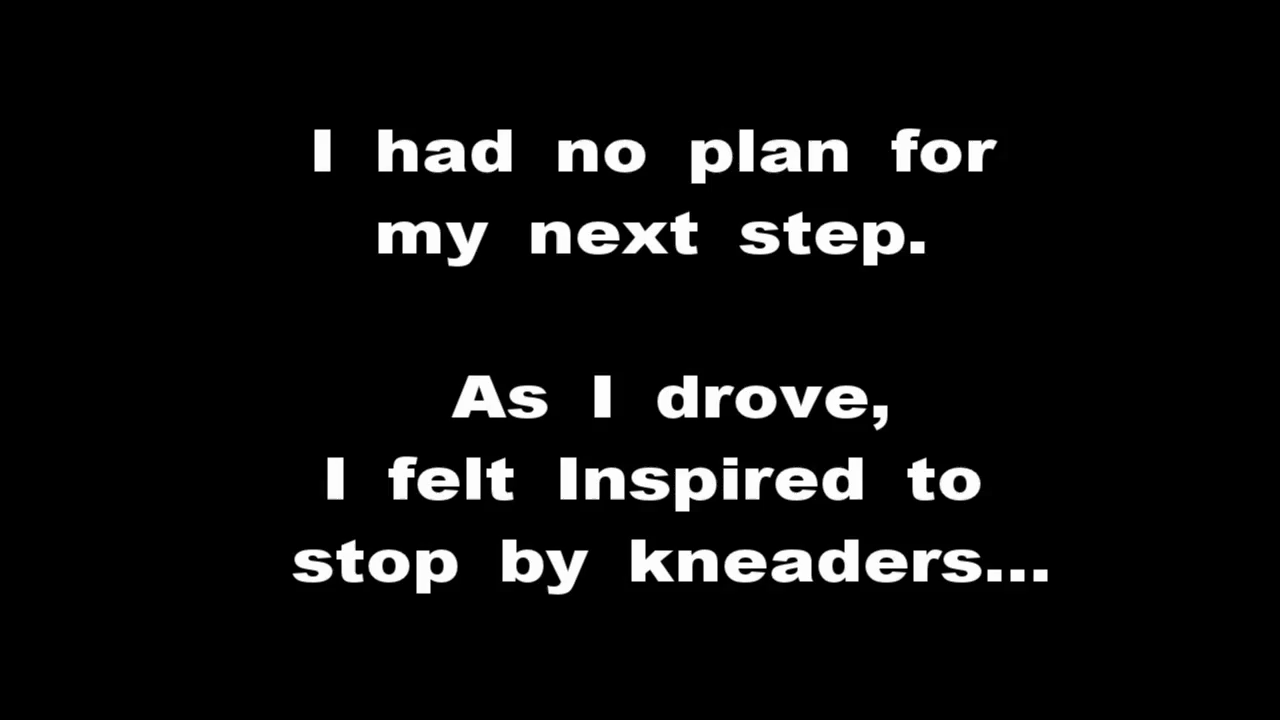 I had no plan for
my next step.
As I drove,
I felt Inspired to
stop by kneaders...